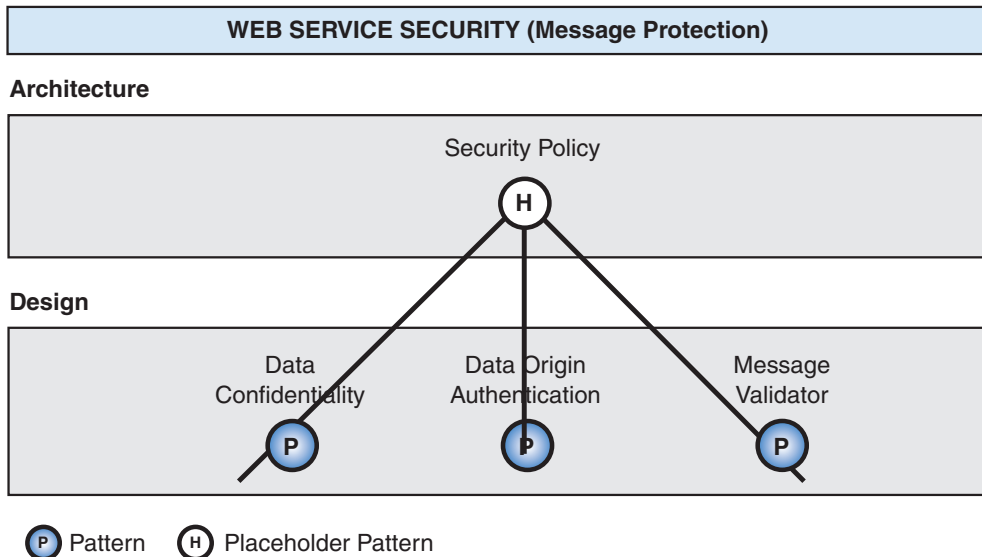 WEB SERVICE SECURITY (Message Protection)
Architecture
Security Policy
H
Design
Data
Confidentiality
Data Origin
Authentication
Message
Validator
P
P
P
P Pattern
H Placeholder Pattern